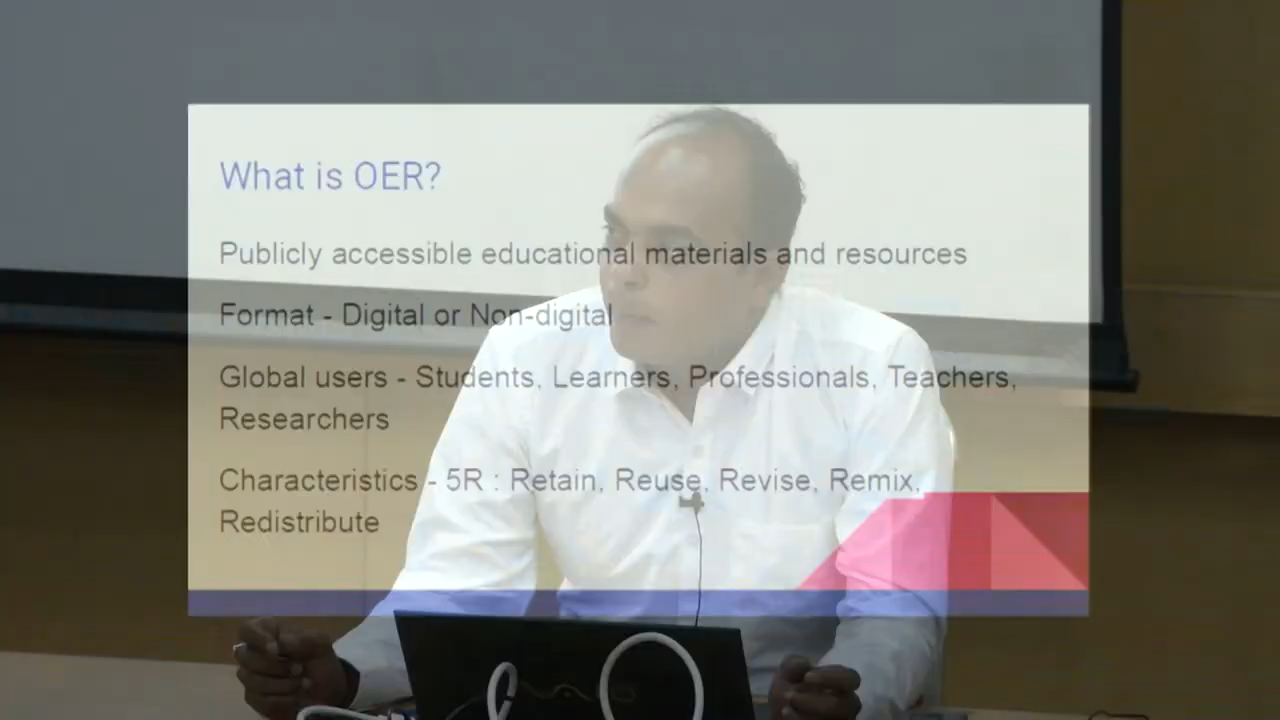 What is OER?
Publicly accessible educational materials and resources
Format - Digital or Non-digital
Global users - Students, Learners, Professionals, Teachers,
Researchers
Characteristics - 5R : Retain, Reuse, Revise, Remix,
Redistribute